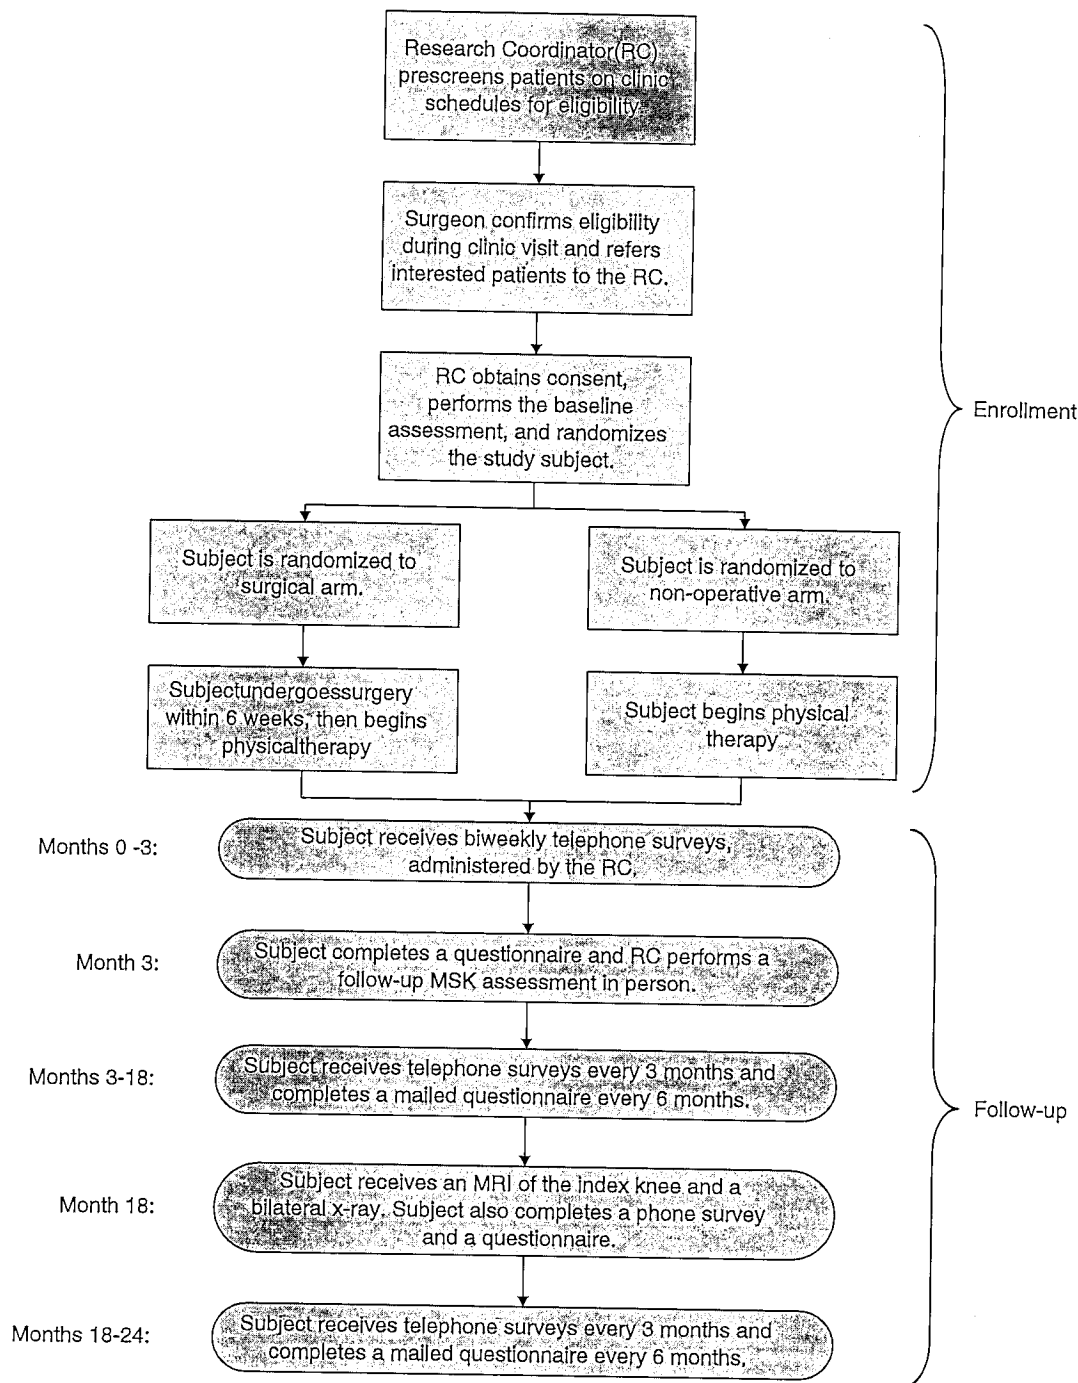 Research Coordinator(RC)
prescreens patients on clinic
schedules for eligibility.
Surgeon confirms eligibility
during clinic visit and refers
interested patients to the RC.
RC obtains consent,
performs the baseline
assessment, and randomizes
the study subject.
Enrollment
Subject is randomized to
surgical arm.
Subject is randomized to
non-operative arm.
Subjectundergoessurgery
within 6 weeks, then begins
physicaltherapy
Subject begins physical
therapy
Months 0 -3:
Subject receives biweekly telephone surveys,
administered by the RC.
Month 3:
Subject completes a questionnaire and RC performs a
follow-up MSK assessment in person.
Months 3-18:
Subject receives telephone surveys every 3 months and
completes a mailed questionnaire every 6 months.
Follow-up
Month 18:
Subject receives an MRI of the index knee and a
bilateral x-ray. Subject also completes a phone survey
and a questionnaire.
Months 18-24:
Subject receives telephone surveys every 3 months and
completes a mailed questionnaire every 6 months.